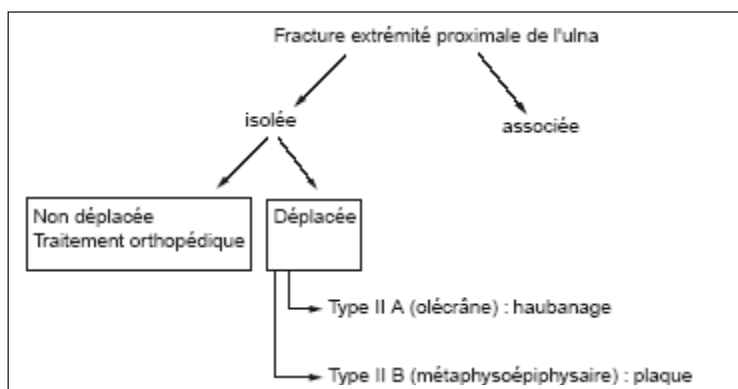 Fracture extrémité proximale de l'ulna
isolée
associée
Non déplacée
Traitement orthopédique
Déplacée
Type II A (olécrâne) : haubanage
Type II B (métaphysoépiphysaire) : plaque